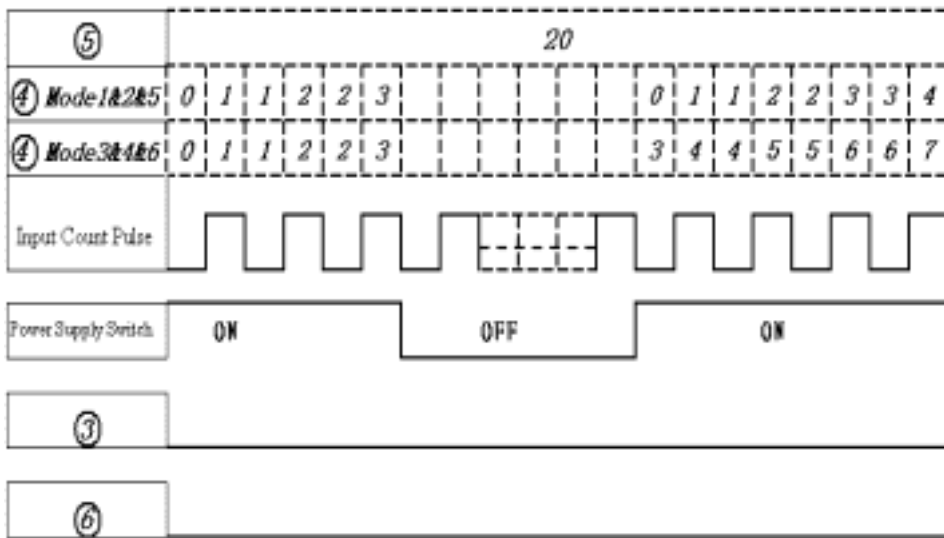 ⑤ 20
④ Mode1&2&5 0 1 1 2 2 3 0 1 1 2 2 3 3 4
④ Mode3&4&6 0 1 1 2 2 3 3 4 4 5 5 6 6 7
Input Count Pulse
Power Supply Switch ON OFF ON
③
⑥